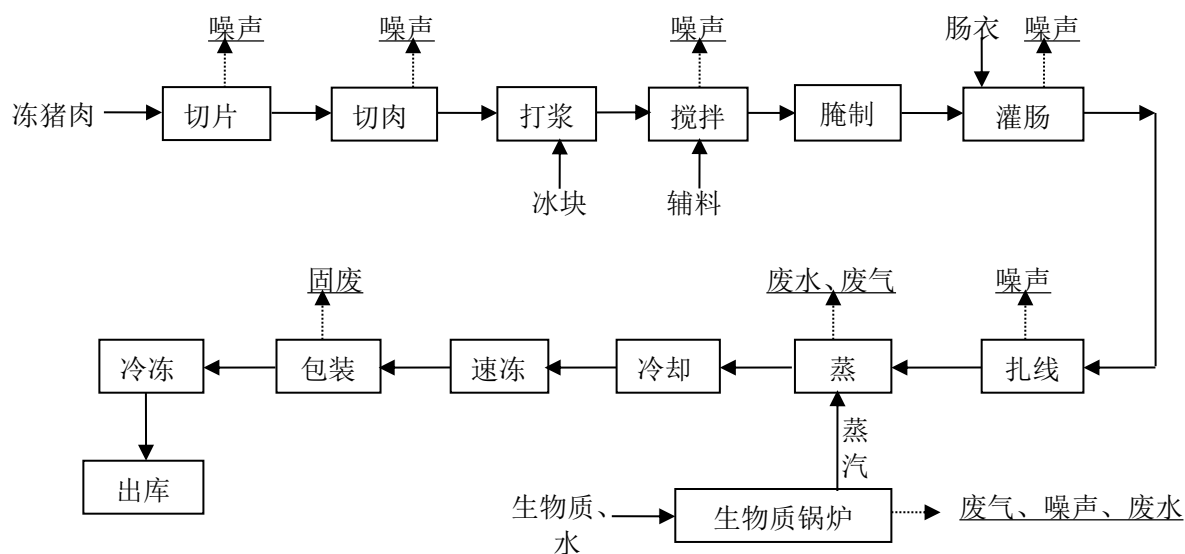 噪声
噪声
噪声
肠衣
噪声
冻猪肉
切片
切肉
打浆
搅拌
腌制
灌肠
冰块
辅料
固废
废水、废气
噪声
冷冻
包装
速冻
冷却
蒸
扎线
蒸
汽
出库
生物质、
水
生物质锅炉
废气、噪声、废水